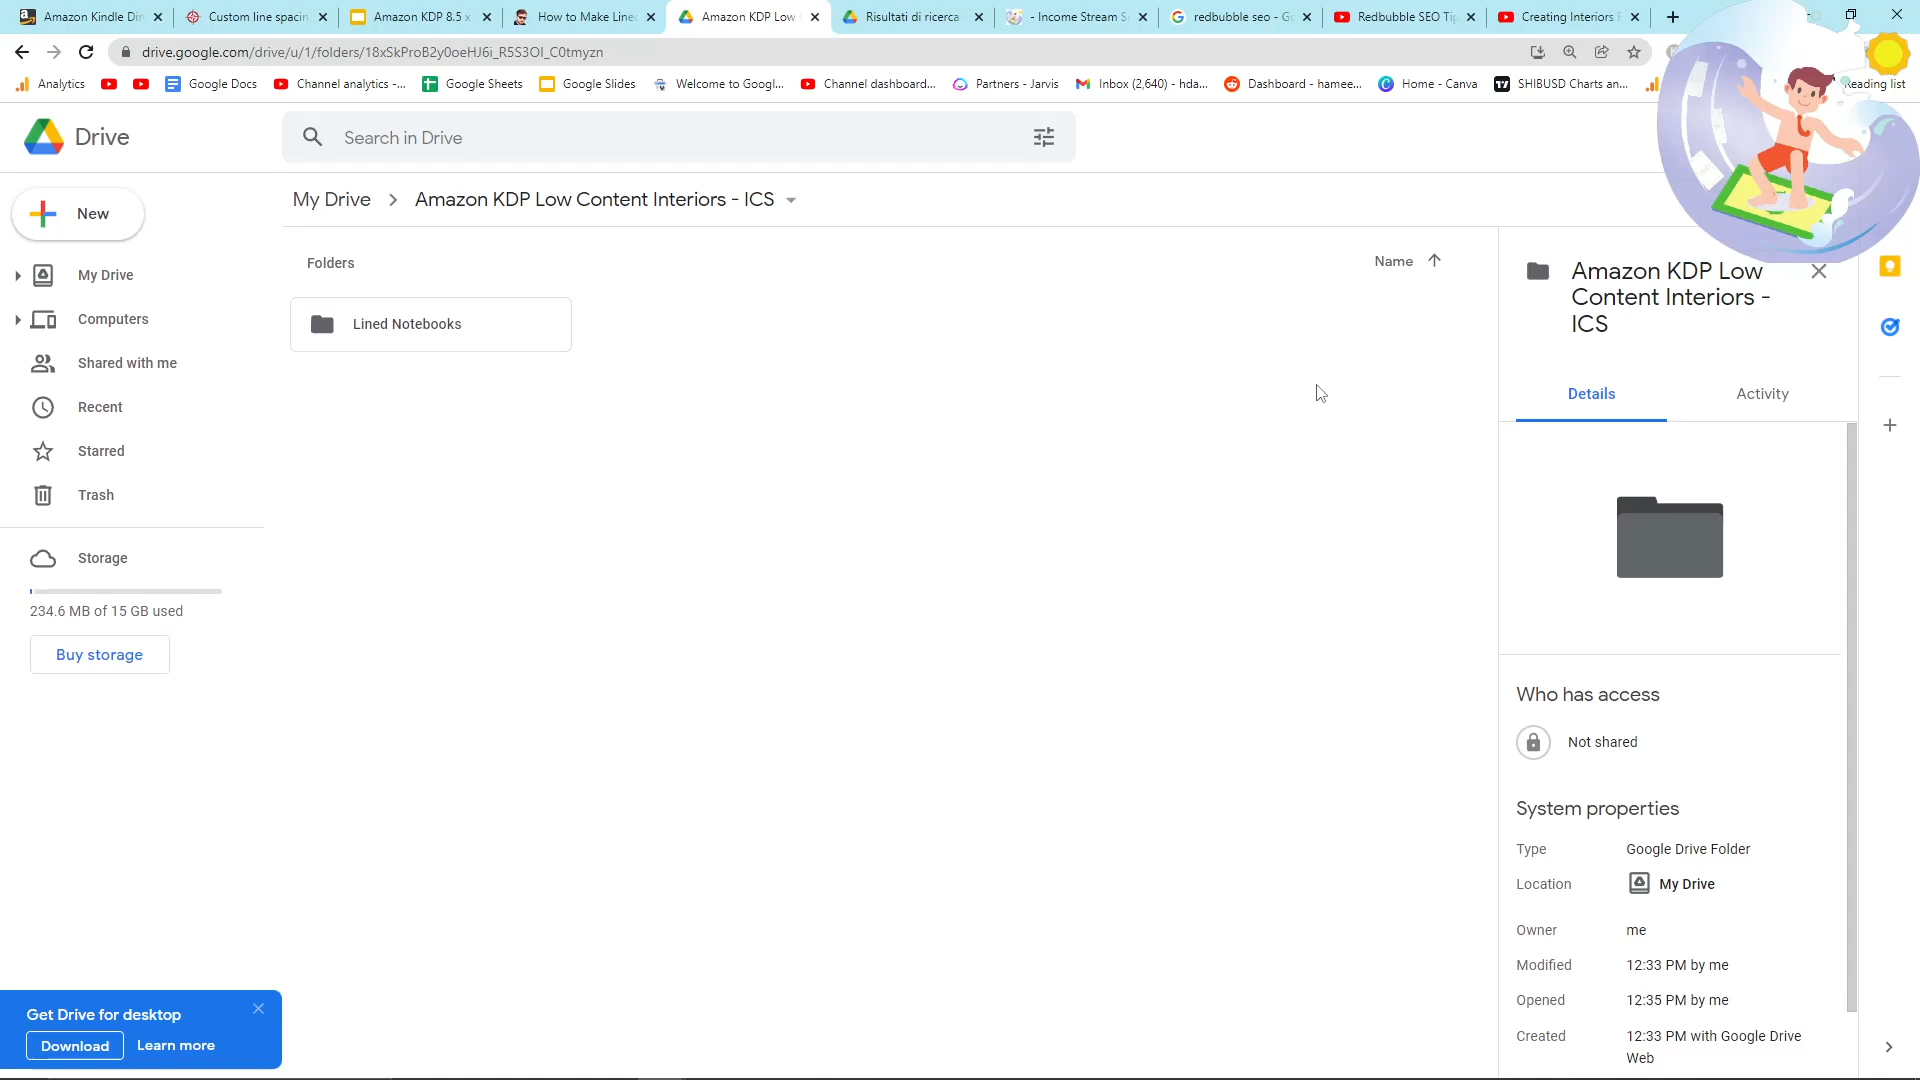 Amazon Kindle Dir
Custom line spacin
Amazon KDP 8.5 x
How to Make Line
Amazon KDP Low
Risultati di ricerca
- Income Stream S
redbubble seo - Go
Redbubble SEO Tip
Creating Interiors F
drive.google.com/drive/u/1/folders/18xSkProB2y0oeHJ6i_R5S3OI_C0tmyzn
Analytics
Google Docs
Channel analytics -...
Google Sheets
Google Slides
Welcome to Googl...
Channel dashboard...
Partners - Jarvis
Inbox (2,640) - hda...
Dashboard - hamee...
Home - Canva
SHIBUSD Charts an...
Reading list
Drive
Search in Drive
New
My Drive
Computers
Shared with me
Recent
Starred
Trash
Storage
234.6 MB of 15 GB used
Buy storage
Get Drive for desktop
Download
Learn more
My Drive > Amazon KDP Low Content Interiors - ICS
Folders
Name
Lined Notebooks
Amazon KDP Low
Content Interiors -
ICS
Details
Activity
Who has access
Not shared
System properties
Type
Google Drive Folder
Location
My Drive
Owner
me
Modified
12:33 PM by me
Opened
12:35 PM by me
Created
12:33 PM with Google Drive
Web